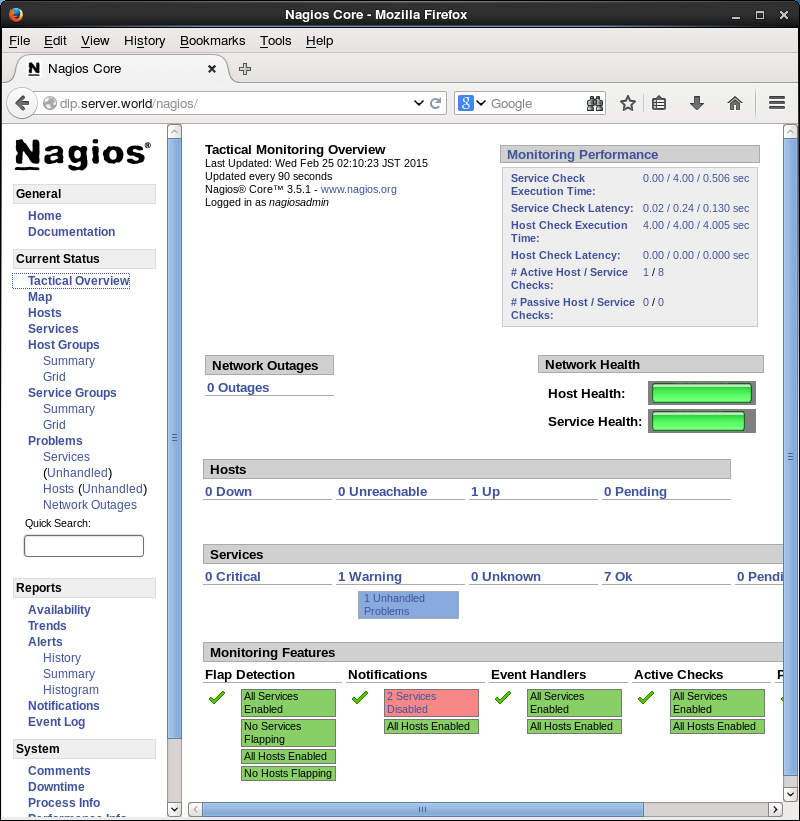 Nagios Core - Mozilla Firefox
File Edit View History Bookmarks Tools Help
Nagios Core
dlp.server.world/nagios/
Google
Nagios®
General
Home
Documentation
Current Status
Tactical Overview
Map
Hosts
Services
Host Groups
Summary
Grid
Service Groups
Summary
Grid
Problems
Services
(Unhandled)
Hosts (Unhandled)
Network Outages
Quick Search:
Reports
Availability
Trends
Alerts
History
Summary
Histogram
Notifications
Event Log
System
Comments
Downtime
Process Info
Performance Info
Tactical Monitoring Overview
Last Updated: Wed Feb 25 02:10:23 JST 2015
Updated every 90 seconds
Nagios® Core™ 3.5.1 - www.nagios.org
Logged in as nagiosadmin
Monitoring Performance
Service Check Execution Time: 0.00 / 4.00 / 0.506 sec
Service Check Latency: 0.02 / 0.24 / 0.130 sec
Host Check Execution Time: 4.00 / 4.00 / 4.005 sec
Host Check Latency: 0.00 / 0.00 / 0.000 sec
# Active Host / Service Checks: 1 / 8
# Passive Host / Service Checks: 0 / 0
Network Outages
0 Outages
Network Health
Host Health:
Service Health:
Hosts
0 Down 0 Unreachable 1 Up 0 Pending
Services
0 Critical 1 Warning 0 Unknown 7 Ok 0 Pendi
1 Unhandled
Problems
Monitoring Features
Flap Detection Notifications Event Handlers Active Checks P
All Services
Enabled
No Services
Flapping
All Hosts Enabled
No Hosts Flapping
2 Services
Disabled
All Hosts Enabled
All Services
Enabled
All Hosts Enabled
All Services
Enabled
All Hosts Enabled